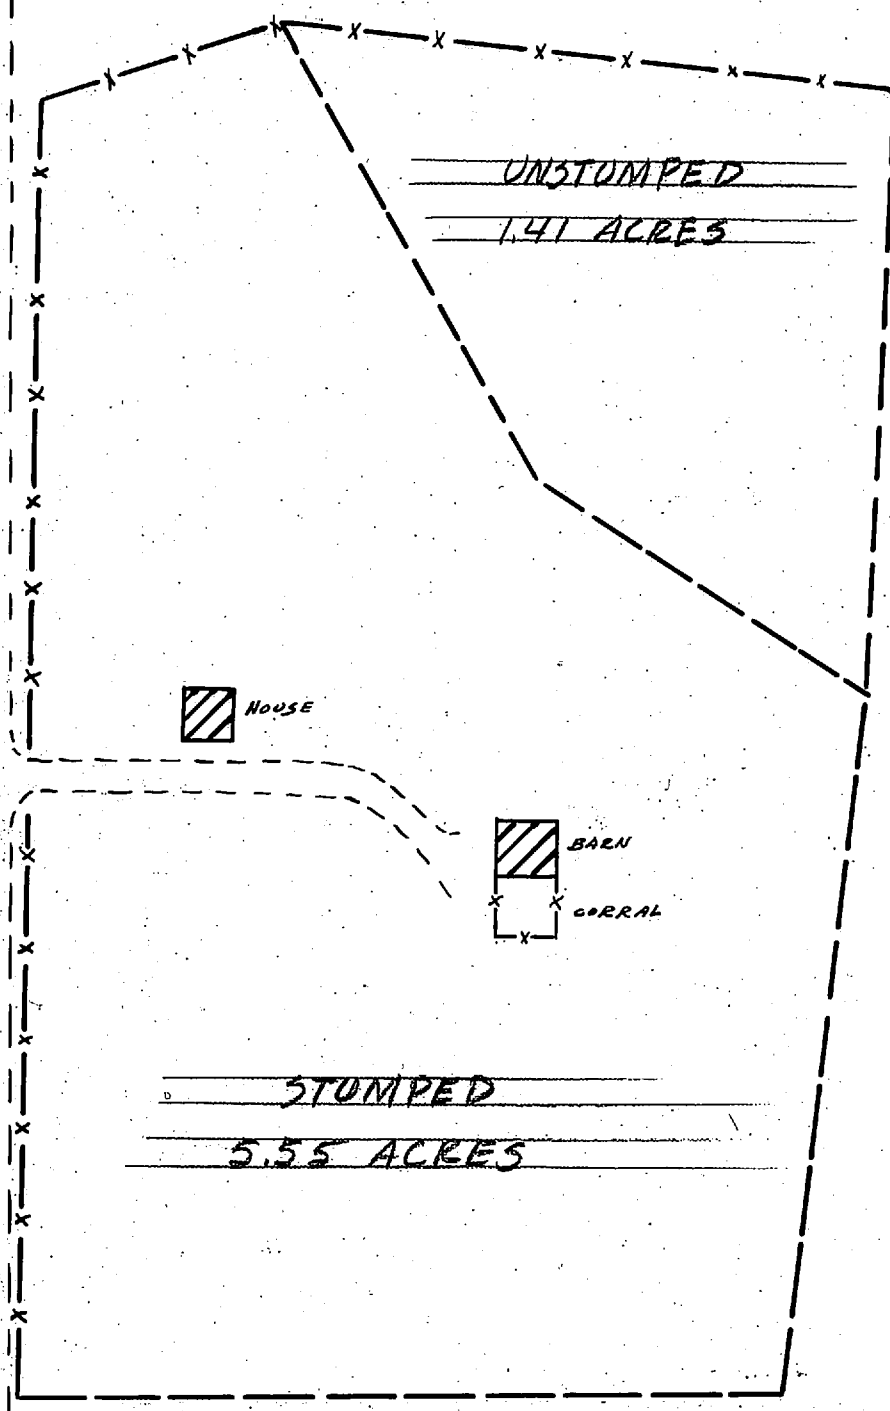 UNSTUMPED
1.41 ACRES
HOUSE
BARN
CORRAL
STUMPED
5.55 ACRES